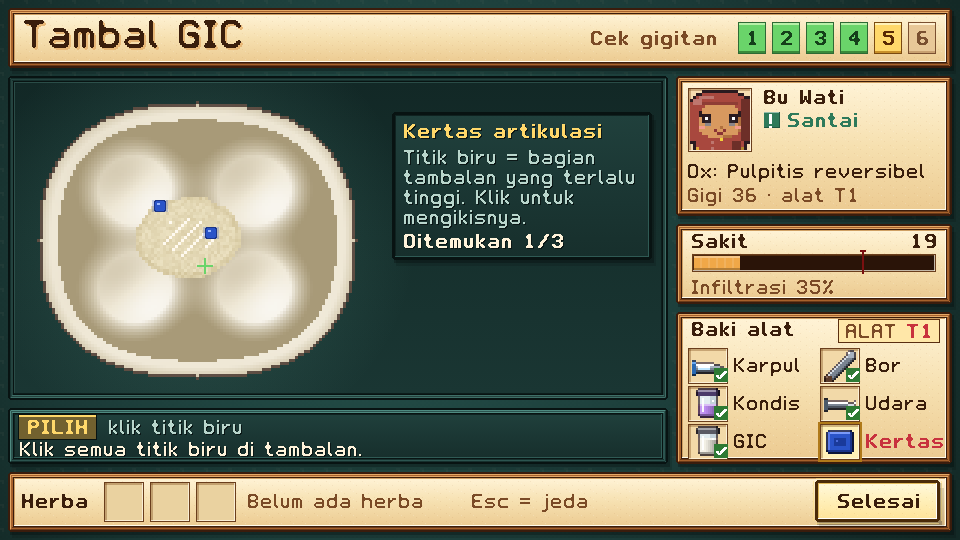 Tambal GIC
Cek gigitan 1 2 3 4 5 6
Kertas artikulasi
Titik biru = bagian
tambalan yang terlalu
tinggi. Klik untuk
mengikisnya.
Ditemukan 1/3
PILIH klik titik biru
Klik semua titik biru di tambalan.
Bu Wati
Santai
Dx: Pulpitis reversibel
Gigi 36 · alat T1
Sakit 19
Infiltrasi 35%
Baki alat ALAT T1
Karpul Bor
Kondis Udara
GIC Kertas
Herba Belum ada herba Esc = jeda Selesai